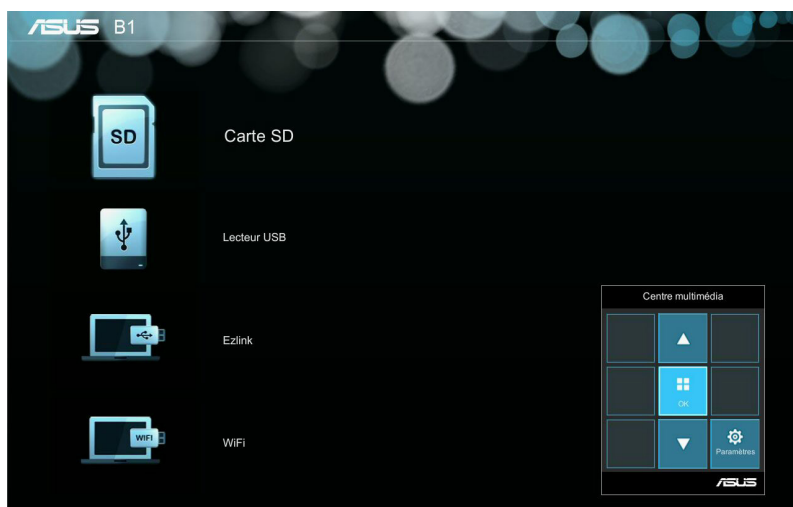 ASUS B1
SD
Carte SD
Lecteur USB
Ezlink
WIFI
WiFi
Centre multimédia
OK
Paramètres
ASUS